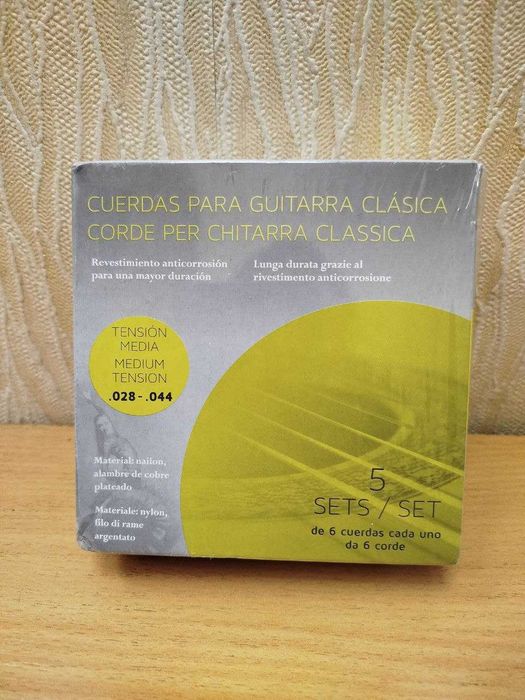 CUERDAS PARA GUITARRA CLÁSICA
CORDE PER CHITARRA CLASSICA
Revestimiento anticorrosión
para una mayor duración
Lunga durata grazie al
rivestimento anticorrosione
TENSIÓN
MEDIA
MEDIUM
TENSION
.028 - .044
Material: nailon,
alambre de cobre
plateado
Materiale: nylon,
filo di rame
argentato
5
SETS / SET
de 6 cuerdas cada uno
da 6 corde